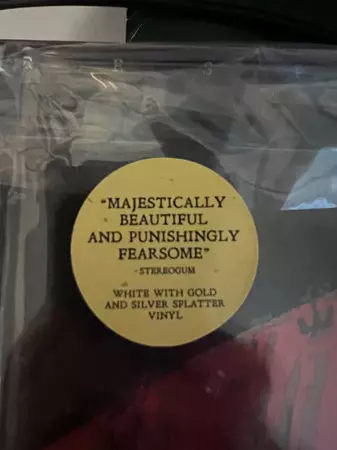 "MAJESTICALLY
BEAUTIFUL
AND PUNISHINGLY
FEARSOME"
- STEREOGUM
WHITE WITH GOLD
AND SILVER SPLATTER
VINYL